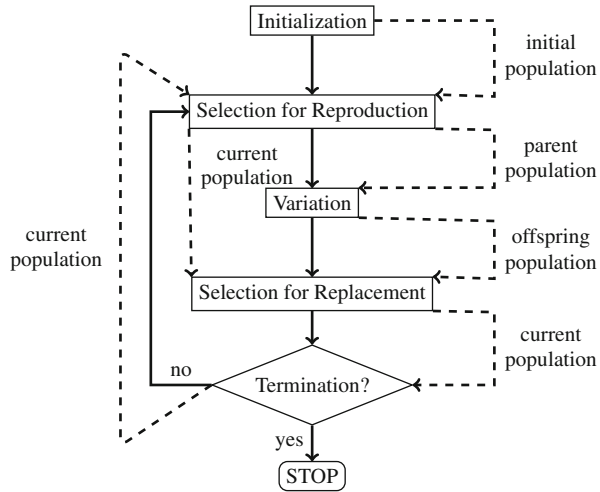 Initialization
initial
population
Selection for Reproduction
current
population
parent
population
Variation
current
population
offspring
population
Selection for Replacement
current
population
no
Termination?
yes
STOP